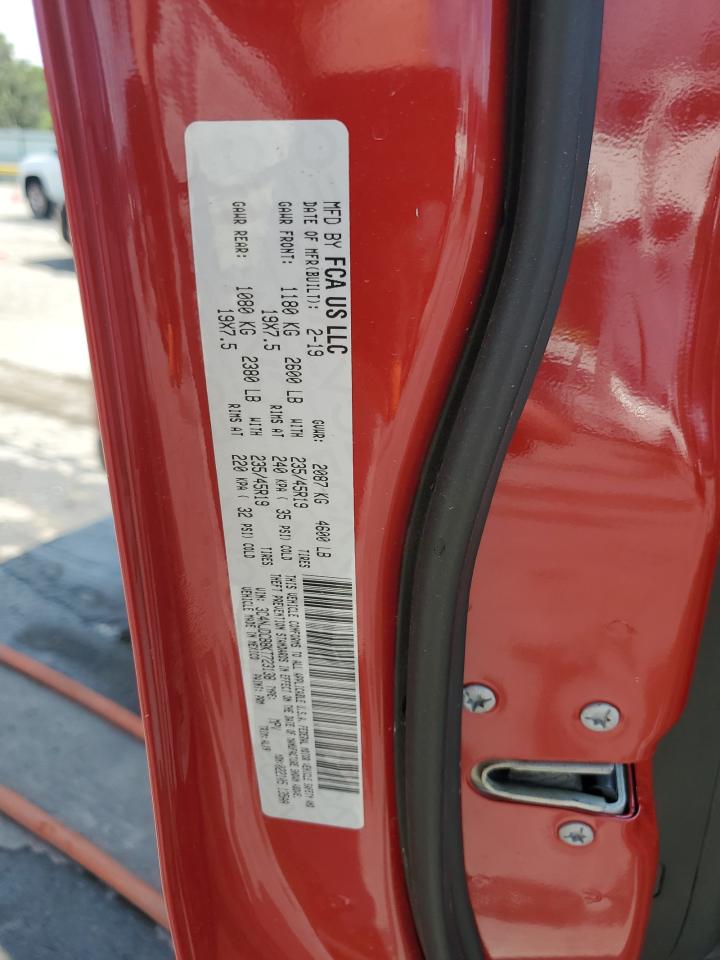 MFD BY FCA US LLC
DATE OF MFR(BUILT): 2-19 GVWR: 2087 KG 4600 LB
GAWR FRONT: 1180 KG 2600 LB WITH 235/45R19 TIRES
19X7.5 RIMS AT 240 KPA ( 35 PSI) COLD
GAWR REAR: 1080 KG 2380 LB WITH 235/45R19 TIRES
19X7.5 RIMS AT 220 KPA ( 32 PSI) COLD
THIS VEHICLE CONFORMS TO ALL APPLICABLE U.S.A. FEDERAL MOTOR VEHICLE SAFETY AND
THEFT PREVENTION STANDARDS IN EFFECT ON THE DATE OF MANUFACTURE SHOWN ABOVE.
VIN: TYPE: MPV
VEHICLE MADE IN MEXICO PAINT: PRM